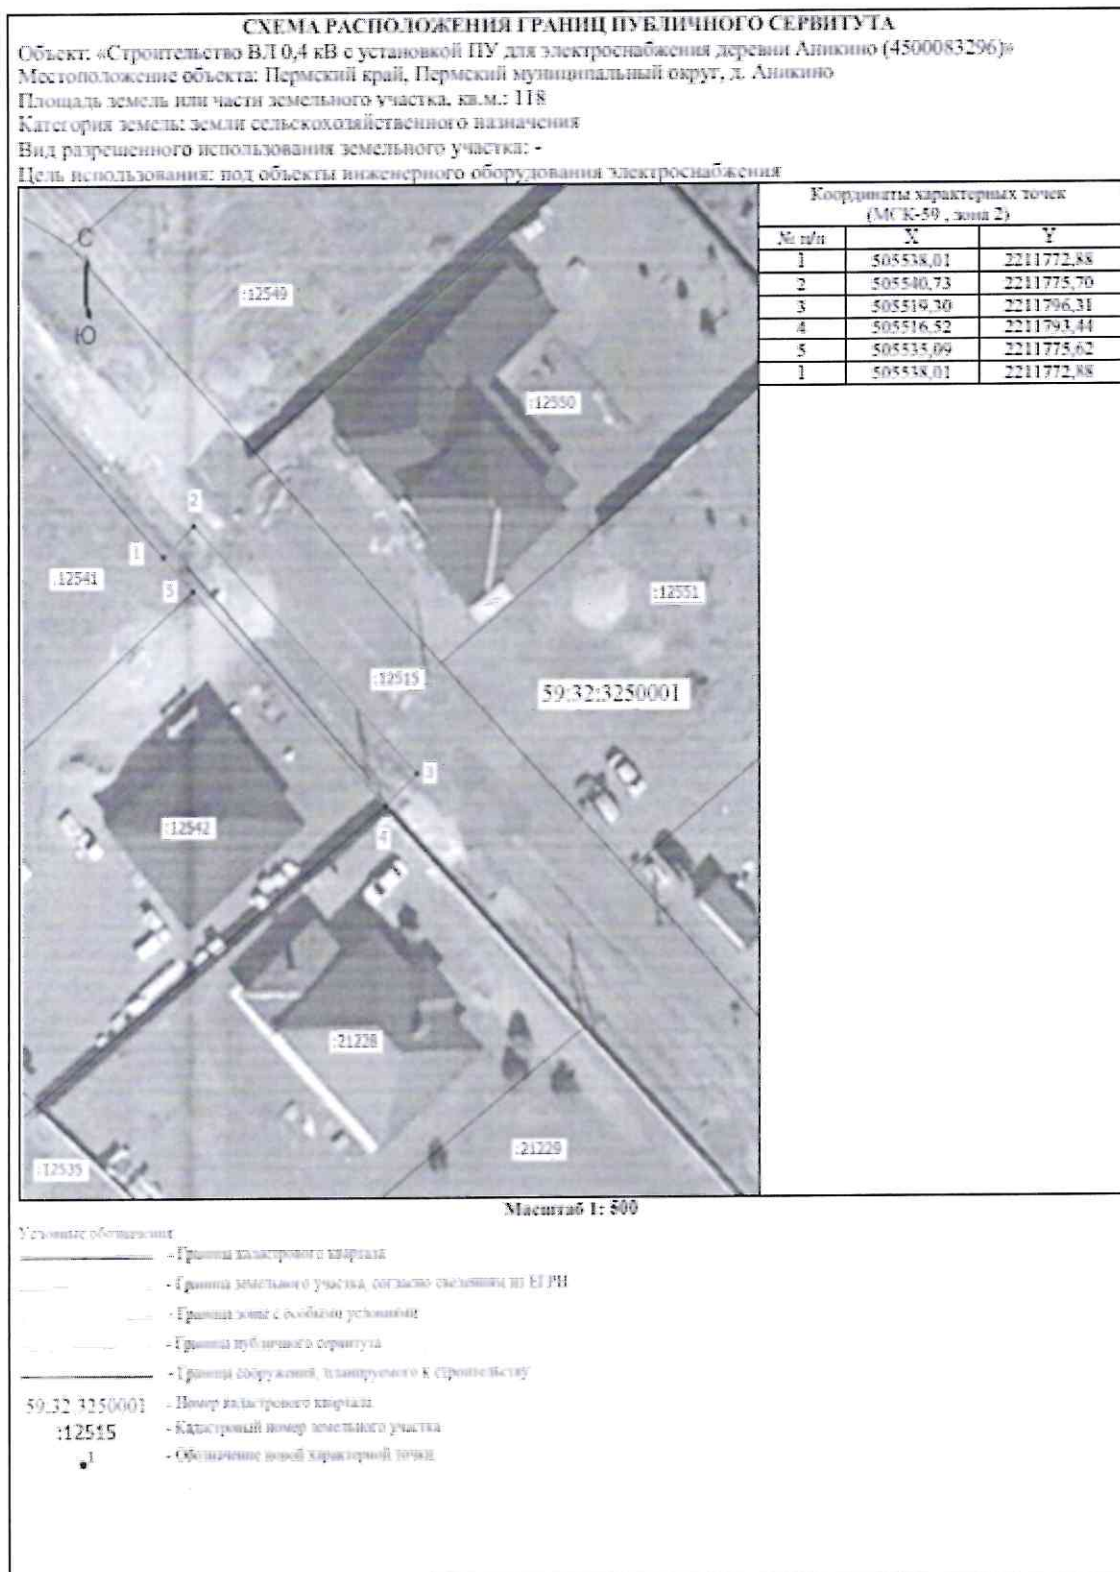 СХЕМА РАСПОЛОЖЕНИЯ ГРАНИЦ ПУБЛИЧНОГО СЕРВИТУТА
Объект: «Строительство ВЛ 0,4 кВ с установкой ПУ для электроснабжения деревни Аникино (4500083296)»
Местоположение объекта: Пермский край, Пермский муниципальный округ, д. Аникино
Площадь земель или части земельного участка, кв.м.: 118
Категория земель: земли сельскохозяйственного назначения
Вид разрешенного использования земельного участка: -
Цель использования: под объекты инженерного оборудования электроснабжения
Координаты характерных точек
(МСК-59 , зона 2)
№ п/п X Y
1 505538,01 2211772,88
2 505540,73 2211775,70
3 505519,30 2211796,31
4 505516,52 2211793,44
5 505535,09 2211775,62
1 505538,01 2211772,88
С
Ю
:12549
:12550
2
1
:12541
5
:12551
:12515
59:32:3250001
3
:12542
4
:21228
:21229
:12535
Масштаб 1: 500
Условные обозначения
- Граница кадастрового квартала
- Граница земельного участка, согласно сведениям из ЕГРН
- Граница зоны с особыми условиями
- Граница публичного сервитута
- Граница сооружения, планируемого к строительству
59:32:3250001 - Номер кадастрового квартала
:12515 - Кадастровый номер земельного участка
1 - Обозначение новой характерной точки